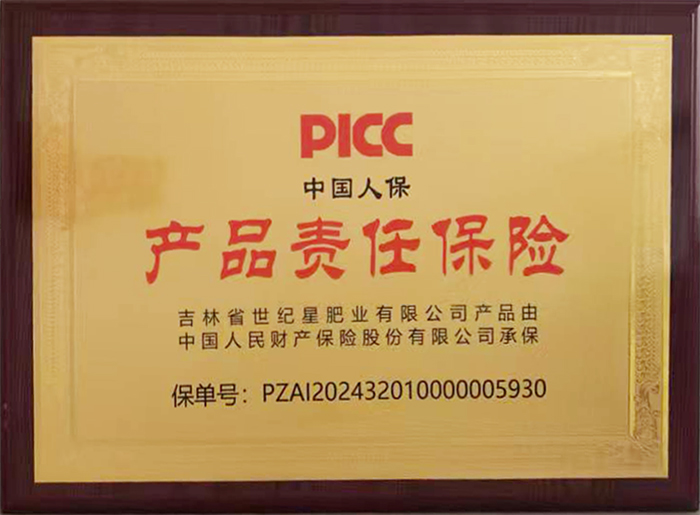 PICC
中国人保
产品责任保险
吉林省世纪星肥业有限公司产品由
中国人民财产保险股份有限公司承保
保单号：PZAI202432010000005930